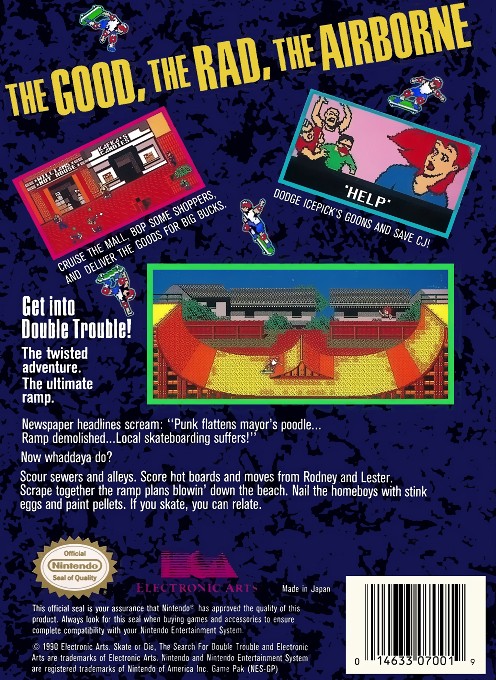 THE GOOD, THE RAD, THE AIRBORNE
CRUISE THE MALL, BOP SOME SHOPPERS,
AND DELIVER THE GOODS FOR BIG BUCKS.
"HELP"
DODGE ICEPICK'S GOONS AND SAVE CJ!
Get into
Double Trouble!
The twisted
adventure.
The ultimate
ramp.
Newspaper headlines scream: "Punk flattens mayor's poodle...
Ramp demolished...Local skateboarding suffers!"
Now whaddaya do?
Scour sewers and alleys. Score hot boards and moves from Rodney and Lester.
Scrape together the ramp plans blowin' down the beach. Nail the homeboys with stink
eggs and paint pellets. If you skate, you can relate.
Official
Nintendo
Seal of Quality
ELECTRONIC ARTS
Made in Japan
This official seal is your assurance that Nintendo® has approved the quality of this
product. Always look for this seal when buying games and accessories to ensure
complete compatibility with your Nintendo Entertainment System.
© 1990 Electronic Arts. Skate or Die, The Search For Double Trouble and Electronic
Arts are trademarks of Electronic Arts. Nintendo and Nintendo Entertainment System
are registered trademarks of Nintendo of America Inc. Game Pak (NES-GP)
0 14633 07001 9